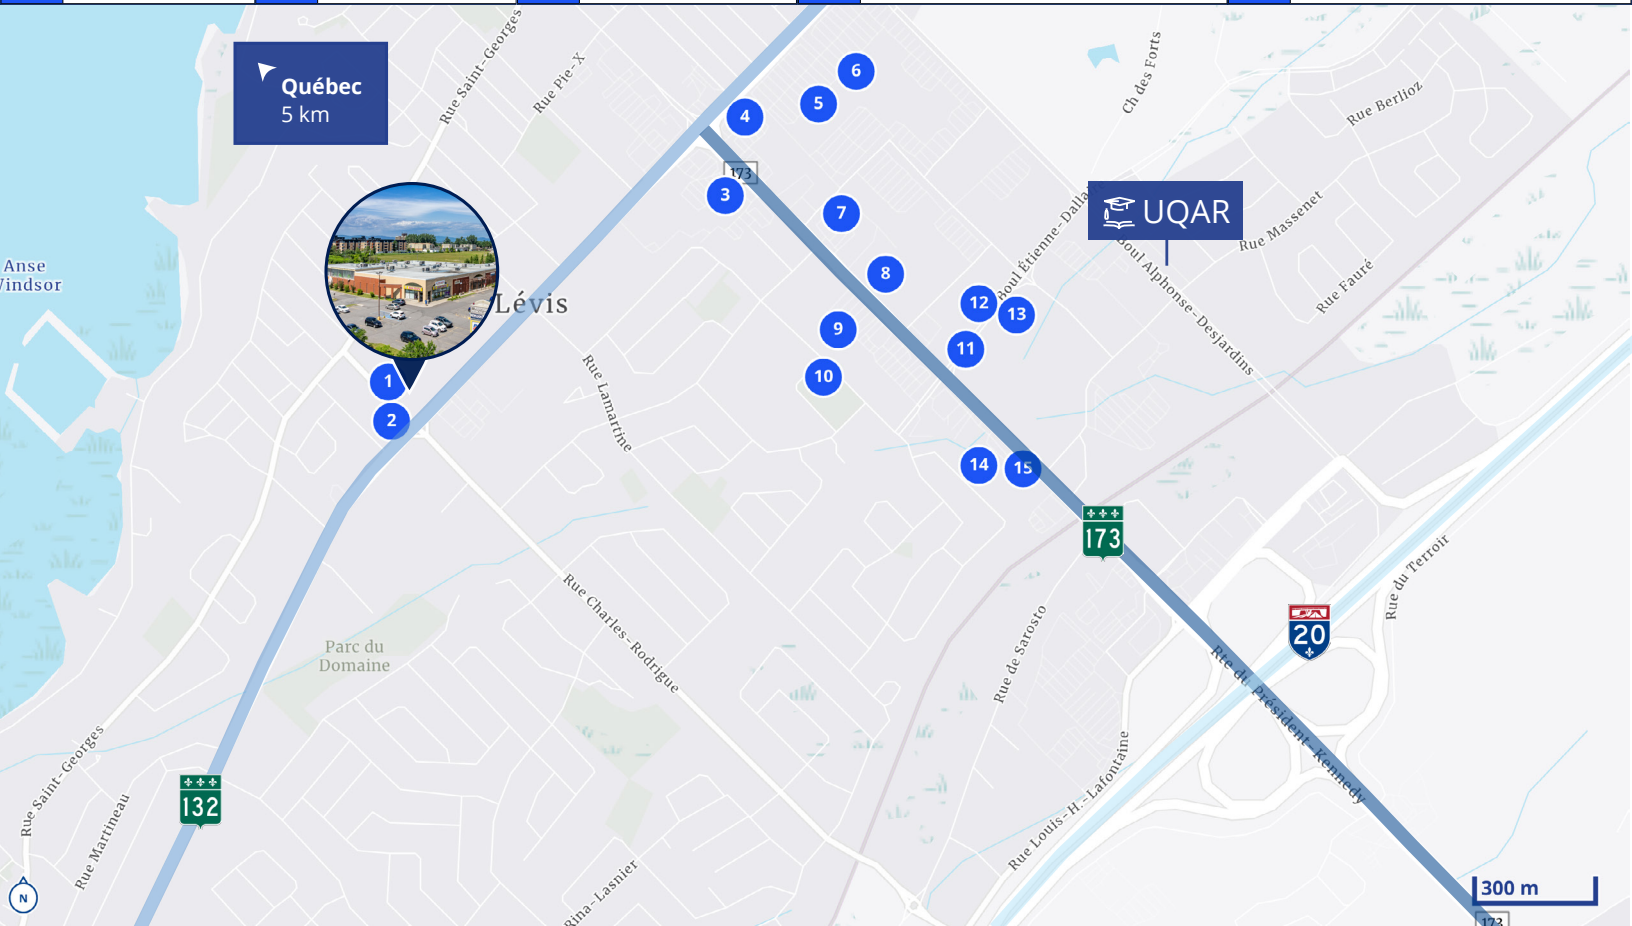 Québec
5 km
Rue Saint-Georges
Rue Pie-X
6
5
4
173
3
7
8
Ch des Forts
Rue Berlioz
UQAR
Rue Massenet
Rue Fauré
Boul Alphonse-Desjardins
12
13
11
9
10
14
15
Anse
Windsor
Lévis
1
2
Rue Lamartine
173
20
Rue du Terroir
Rue Charles-Rodrigue
Rue de Sarosto
Rte du Président-Kennedy
Parc du
Domaine
Rue Saint-Georges
132
Rue Martineau
Rue Louis-H.-Lafontaine
Rina-Lasnier
N
300 m
173